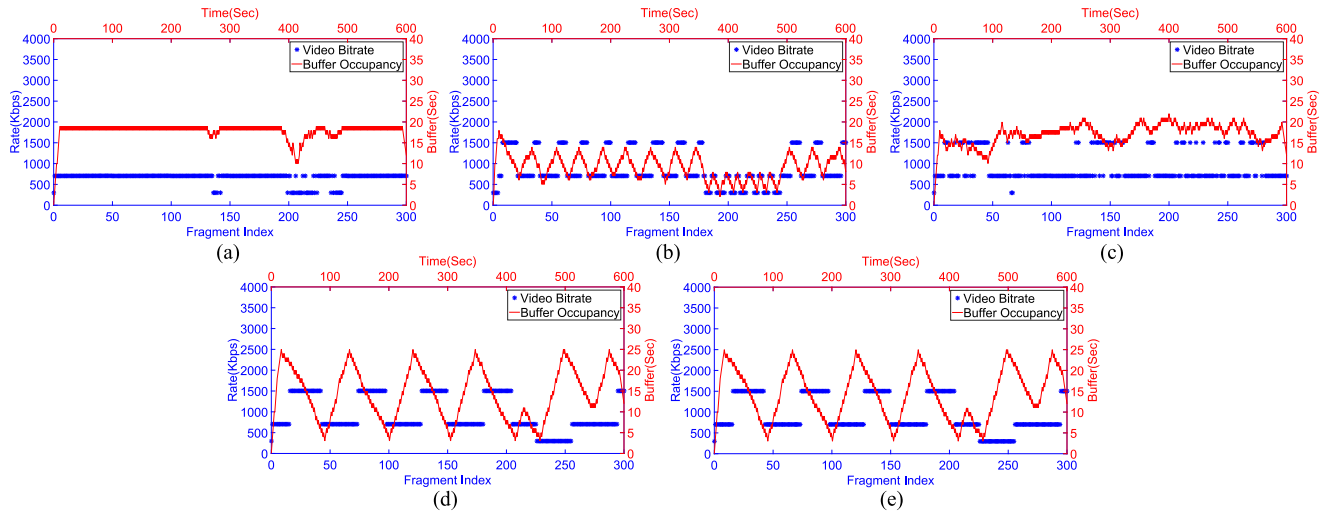 Time(Sec)
0 100 200 300 400 500 600
4000 3500 3000 2500 2000 1500 1000 500 0
Rate(Kbps)
Video Bitrate
Buffer Occupancy
40 35 30 25 20 15 10 5 0
Buffer(Sec)
0 50 100 150 200 250 300
Fragment Index
(a)
Time(Sec)
0 100 200 300 400 500 600
4000 3500 3000 2500 2000 1500 1000 500 0
Rate(Kbps)
Video Bitrate
Buffer Occupancy
40 35 30 25 20 15 10 5 0
Buffer(Sec)
0 50 100 150 200 250 300
Fragment Index
(b)
Time(Sec)
0 100 200 300 400 500 600
4000 3500 3000 2500 2000 1500 1000 500 0
Rate(Kbps)
Video Bitrate
Buffer Occupancy
40 35 30 25 20 15 10 5 0
Buffer(Sec)
0 50 100 150 200 250 300
Fragment Index
(c)
Time(Sec)
0 100 200 300 400 500 600
4000 3500 3000 2500 2000 1500 1000 500 0
Rate(Kbps)
Video Bitrate
Buffer Occupancy
40 35 30 25 20 15 10 5 0
Buffer(Sec)
0 50 100 150 200 250 300
Fragment Index
(d)
Time(Sec)
0 100 200 300 400 500 600
4000 3500 3000 2500 2000 1500 1000 500 0
Rate(Kbps)
Video Bitrate
Buffer Occupancy
40 35 30 25 20 15 10 5 0
Buffer(Sec)
0 50 100 150 200 250 300
Fragment Index
(e)